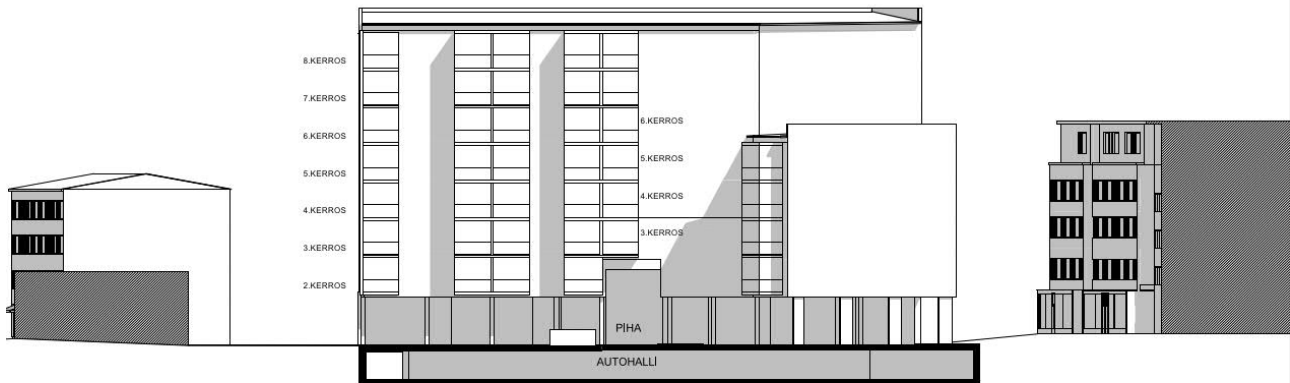 8.KERROS
7.KERROS
6.KERROS
5.KERROS
4.KERROS
3.KERROS
2.KERROS
6.KERROS
5.KERROS
4.KERROS
3.KERROS
PIHA
AUTOHALLI